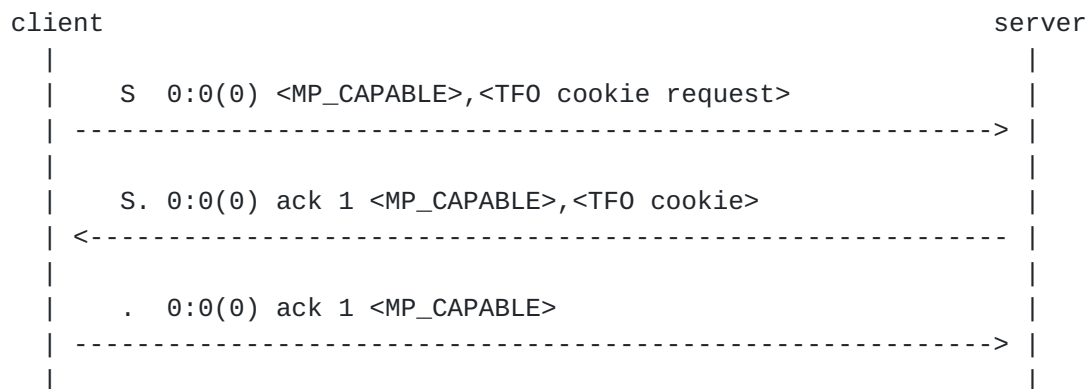 client server
S 0:0(0) <MP_CAPABLE>,<TFO cookie request>
S. 0:0(0) ack 1 <MP_CAPABLE>,<TFO cookie>
. 0:0(0) ack 1 <MP_CAPABLE>